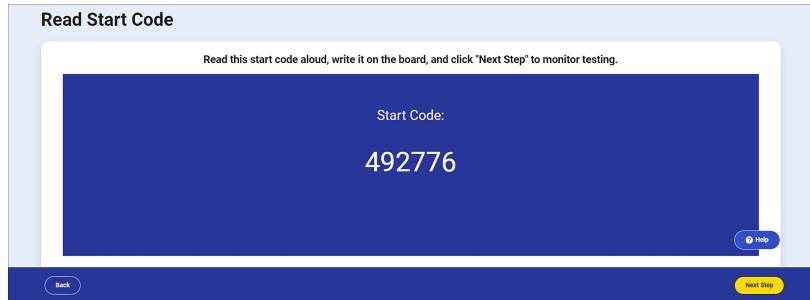 Read Start Code
Read this start code aloud, write it on the board, and click "Next Step" to monitor testing.
Start Code:
492776
Help
Back
Next Step